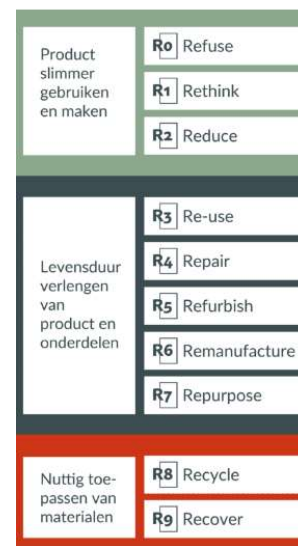 Product
slimmer
gebruiken
en maken
R0 Refuse
R1 Rethink
R2 Reduce
Levensduur
verlengen
van
product en
onderdelen
R3 Re-use
R4 Repair
R5 Refurbish
R6 Remanufacture
R7 Repurpose
Nuttig toe-
passen van
materialen
R8 Recycle
R9 Recover